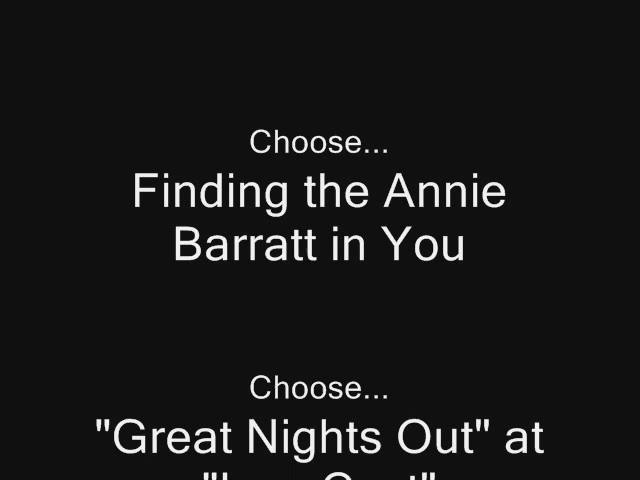 Choose...
Finding the Annie
Barratt in You
Choose...
"Great Nights Out" at